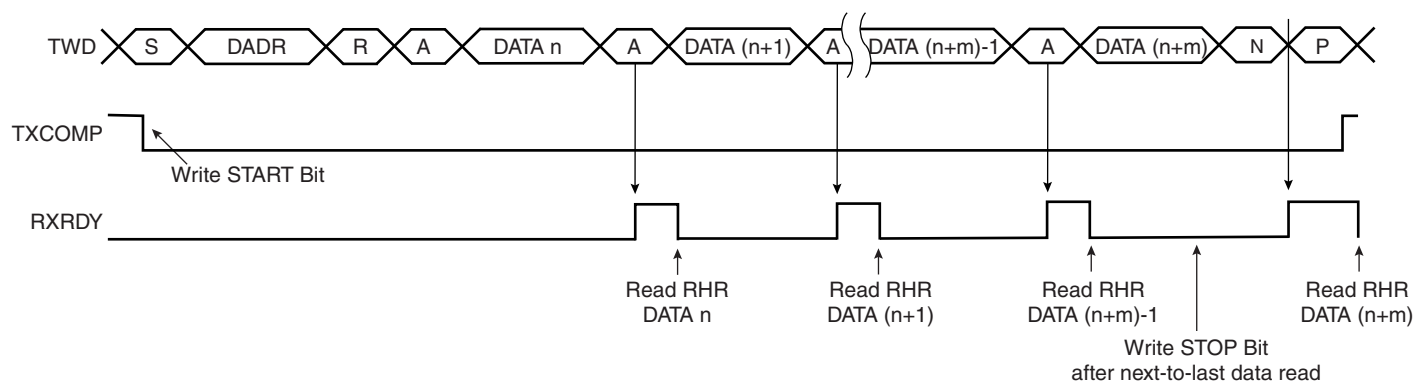 TWD S DADR R A DATA n A DATA (n+1) A DATA (n+m)-1 A DATA (n+m) N P
TXCOMP
Write START Bit
RXRDY
Read RHR
DATA n
Read RHR
DATA (n+1)
Read RHR
DATA (n+m)-1
Read RHR
DATA (n+m)
Write STOP Bit
after next-to-last data read